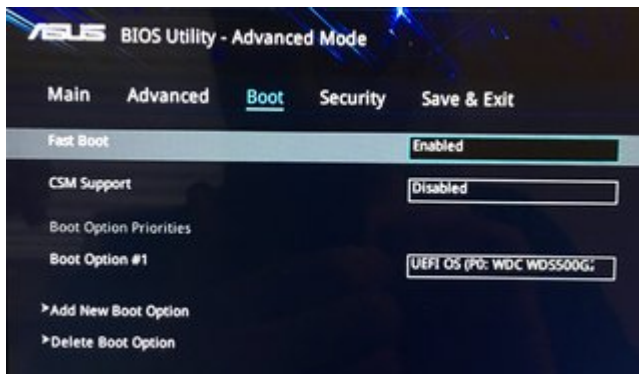 ASUS BIOS Utility - Advanced Mode
Main Advanced Boot Security Save & Exit
Fast Boot Enabled
CSM Support Disabled
Boot Option Priorities
Boot Option #1 UEFI OS (P0: WDC WDS500G2
>Add New Boot Option
>Delete Boot Option